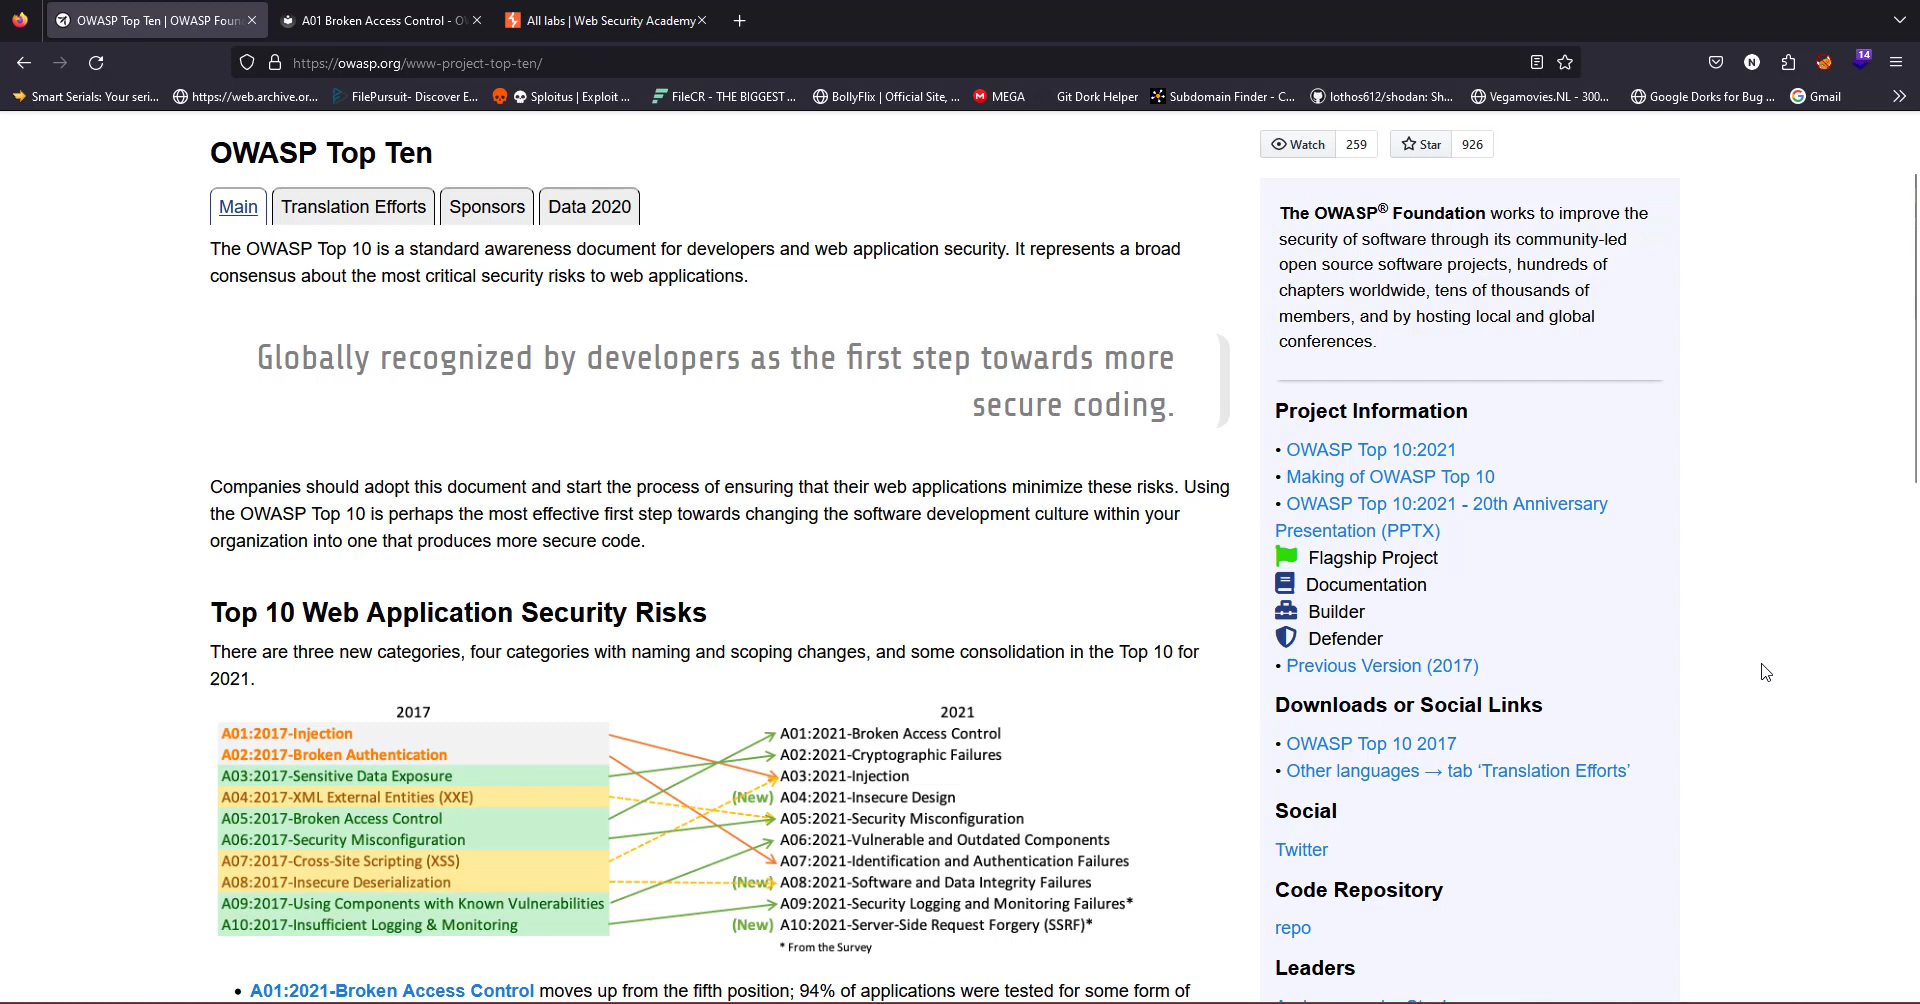 OWASP Top Ten | OWASP Foun
A01 Broken Access Control - OW
All labs | Web Security Academy
https://owasp.org/www-project-top-ten/
N
14
Smart Serials: Your seri...
https://web.archive.or...
FilePursuit- Discover E...
Sploitus | Exploit ...
FileCR - THE BIGGEST ...
BollyFlix | Official Site, ...
M MEGA
Git Dork Helper
Subdomain Finder - C...
lothos612/shodan: Sh...
Vegamovies.NL - 300...
Google Dorks for Bug ...
G Gmail
OWASP Top Ten
Main
Translation Efforts
Sponsors
Data 2020
The OWASP Top 10 is a standard awareness document for developers and web application security. It represents a broad
consensus about the most critical security risks to web applications.
Globally recognized by developers as the first step towards more
secure coding.
Companies should adopt this document and start the process of ensuring that their web applications minimize these risks. Using
the OWASP Top 10 is perhaps the most effective first step towards changing the software development culture within your
organization into one that produces more secure code.
Top 10 Web Application Security Risks
There are three new categories, four categories with naming and scoping changes, and some consolidation in the Top 10 for
2021.
2017
A01:2017-Injection
A02:2017-Broken Authentication
A03:2017-Sensitive Data Exposure
A04:2017-XML External Entities (XXE)
A05:2017-Broken Access Control
A06:2017-Security Misconfiguration
A07:2017-Cross-Site Scripting (XSS)
A08:2017-Insecure Deserialization
A09:2017-Using Components with Known Vulnerabilities
A10:2017-Insufficient Logging & Monitoring
2021
A01:2021-Broken Access Control
A02:2021-Cryptographic Failures
A03:2021-Injection
(New) A04:2021-Insecure Design
A05:2021-Security Misconfiguration
A06:2021-Vulnerable and Outdated Components
A07:2021-Identification and Authentication Failures
(New) A08:2021-Software and Data Integrity Failures
A09:2021-Security Logging and Monitoring Failures*
(New) A10:2021-Server-Side Request Forgery (SSRF)*
* From the Survey
• A01:2021-Broken Access Control moves up from the fifth position; 94% of applications were tested for some form of
Watch 259
Star 926
The OWASP® Foundation works to improve the
security of software through its community-led
open source software projects, hundreds of
chapters worldwide, tens of thousands of
members, and by hosting local and global
conferences.
Project Information
• OWASP Top 10:2021
• Making of OWASP Top 10
• OWASP Top 10:2021 - 20th Anniversary
Presentation (PPTX)
Flagship Project
Documentation
Builder
Defender
• Previous Version (2017)
Downloads or Social Links
• OWASP Top 10 2017
• Other languages → tab ‘Translation Efforts’
Social
Twitter
Code Repository
repo
Leaders